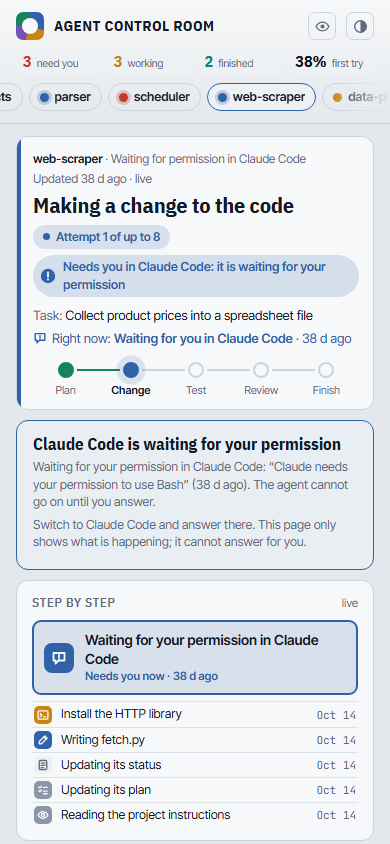 AGENT CONTROL ROOM
3 need you 3 working 2 finished 38% first try
parser scheduler web-scraper
web-scraper · Waiting for permission in Claude Code
Updated 38 d ago · live
Making a change to the code
Attempt 1 of up to 8
Needs you in Claude Code: it is waiting for your
permission
Task: Collect product prices into a spreadsheet file
Right now: Waiting for you in Claude Code · 38 d ago
Plan Change Test Review Finish
Claude Code is waiting for your permission
Waiting for your permission in Claude Code: “Claude needs
your permission to use Bash” (38 d ago). The agent cannot
go on until you answer.
Switch to Claude Code and answer there. This page only
shows what is happening; it cannot answer for you.
STEP BY STEP live
Waiting for your permission in Claude
Code
Needs you now · 38 d ago
Install the HTTP library Oct 14
Writing fetch.py Oct 14
Updating its status Oct 14
Updating its plan Oct 14
Reading the project instructions Oct 14